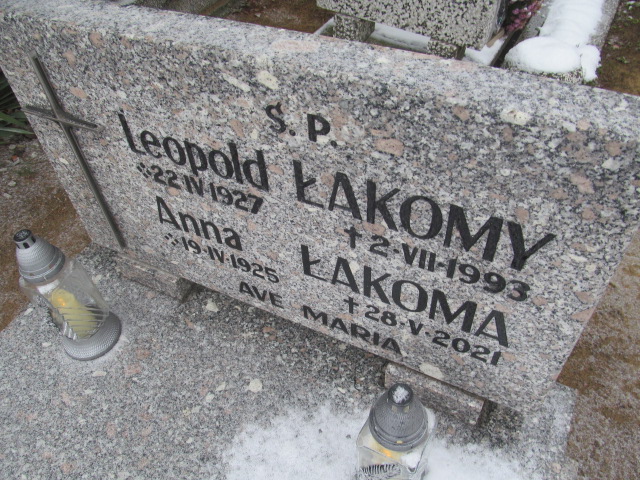 Ś.P.
Leopold ŁAKOMY
* 22 IV 1927 † 2-VII-1993
Anna ŁAKOMA
* 19-IV-1925 † 28-V-2021
AVE MARIA